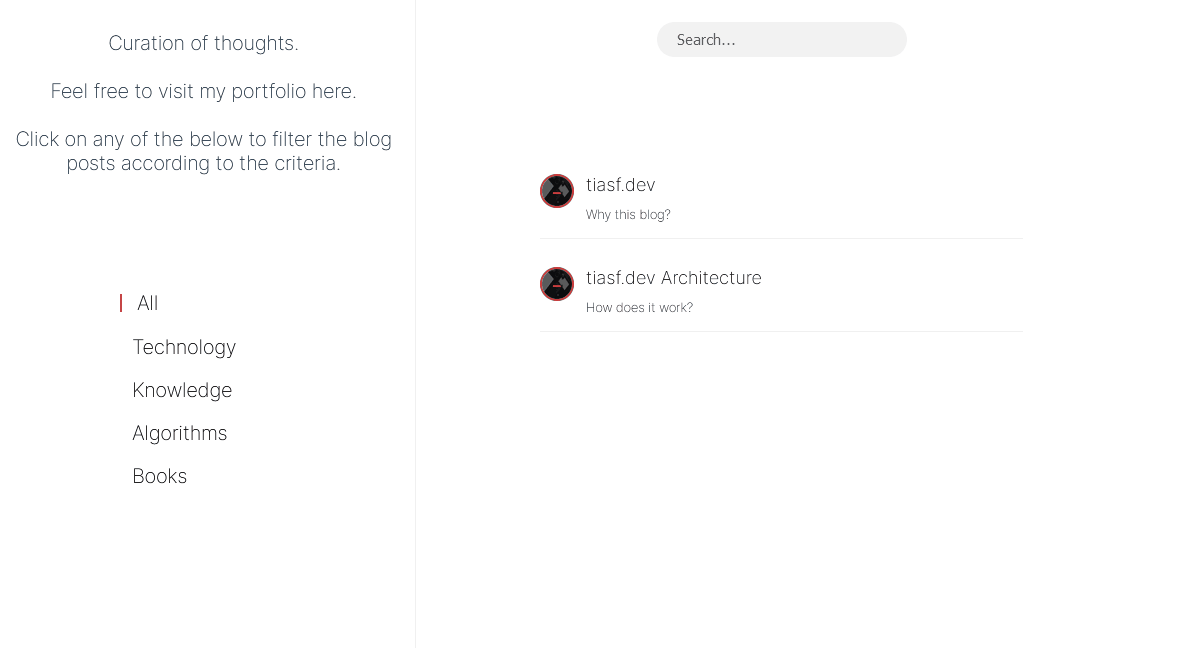 Curation of thoughts.
Feel free to visit my portfolio here.
Click on any of the below to filter the blog
posts according to the criteria.
All
Technology
Knowledge
Algorithms
Books
Search...
tiasf.dev
Why this blog?
tiasf.dev Architecture
How does it work?